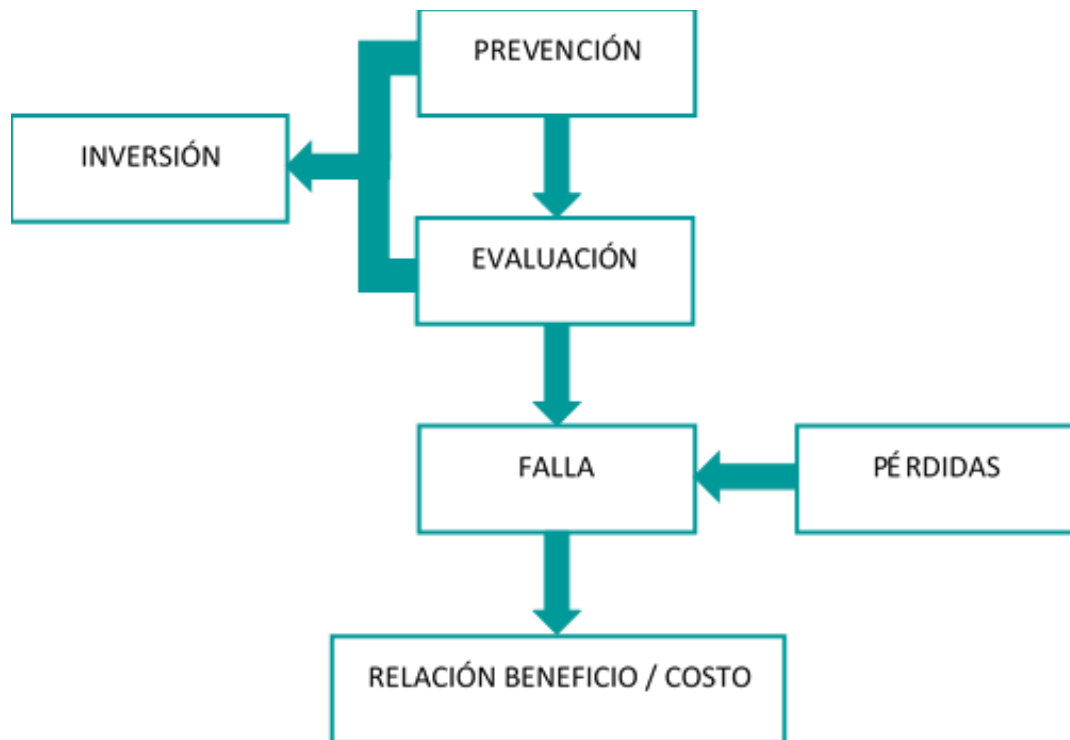 PREVENCIÓN
INVERSIÓN
EVALUACIÓN
FALLA
PÉRDIDAS
RELACIÓN BENEFICIO / COSTO